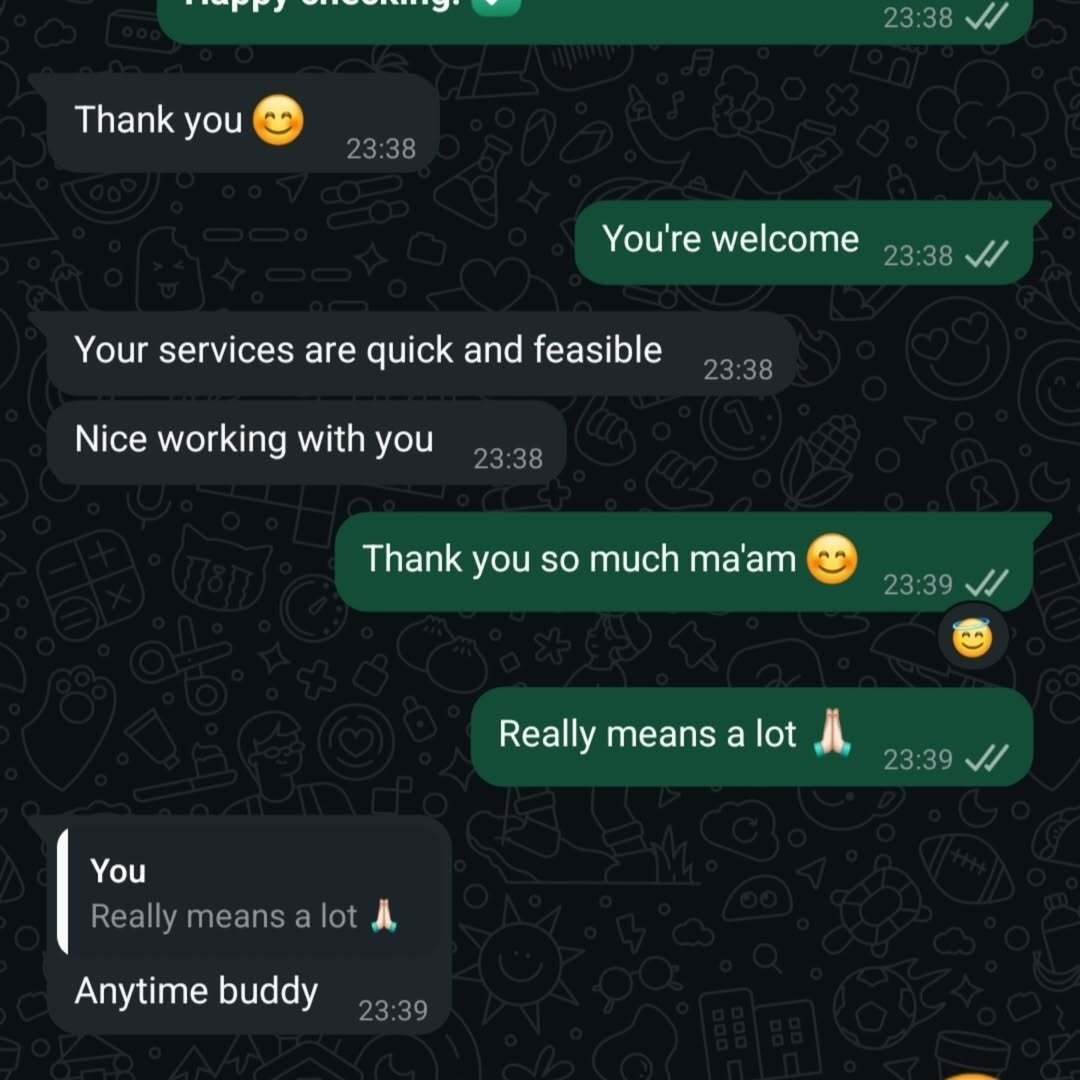 Happy checking! 
23:38
Thank you 😊
23:38
You're welcome
23:38
Your services are quick and feasible
23:38
Nice working with you
23:38
Thank you so much ma'am 😊
23:39
Really means a lot 🙏🏻
23:39
You
Really means a lot 🙏🏻
Anytime buddy
23:39